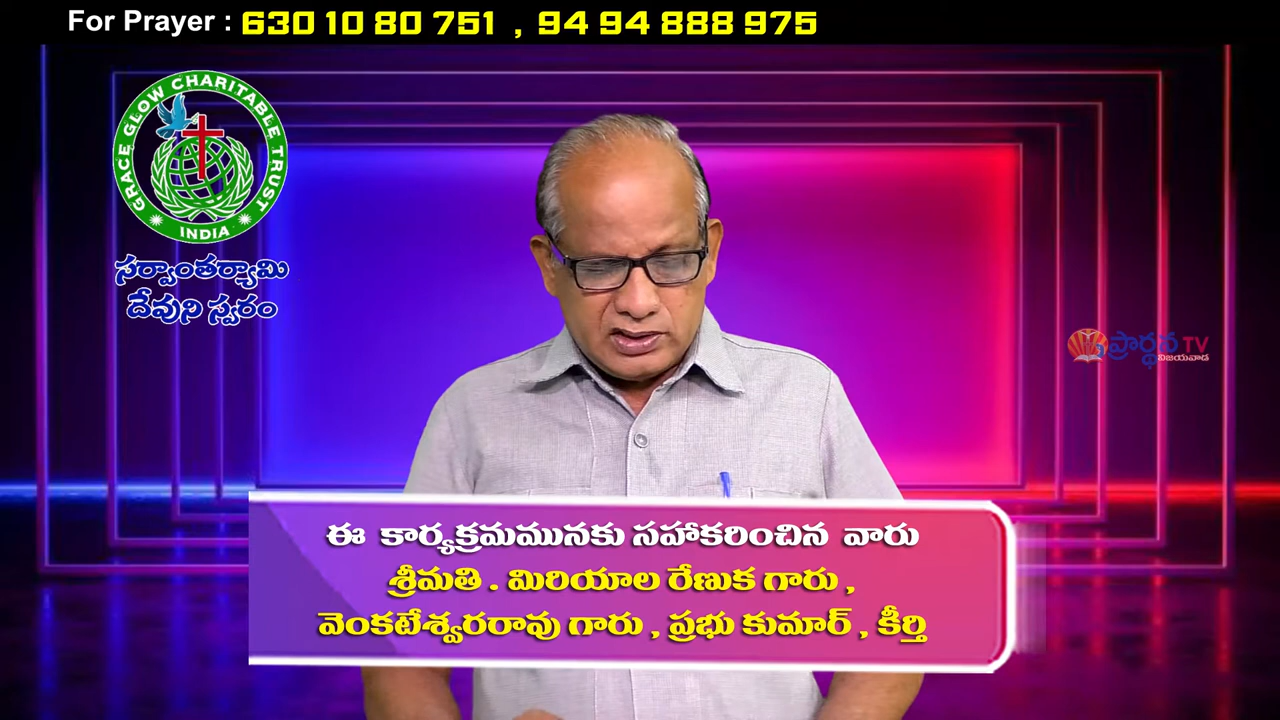 For Prayer : 630 10 80 751 , 94 94 888 975
GRACE GLOW CHARITABLE TRUST
INDIA
సర్వాంతర్యామి
దేవుని స్వరం
ప్రార్థన TV
విజయవాడ
ఈ కార్యక్రమమునకు సహకరించిన వారు
శ్రీమతి . మిరియాల రేణుక గారు ,
వెంకటేశ్వరరావు గారు , ప్రభు కుమార్ , కీర్తి